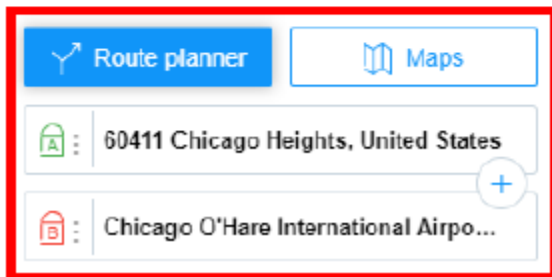 Route planner
Maps
A
60411 Chicago Heights, United States
+
B
Chicago O'Hare International Airpo...